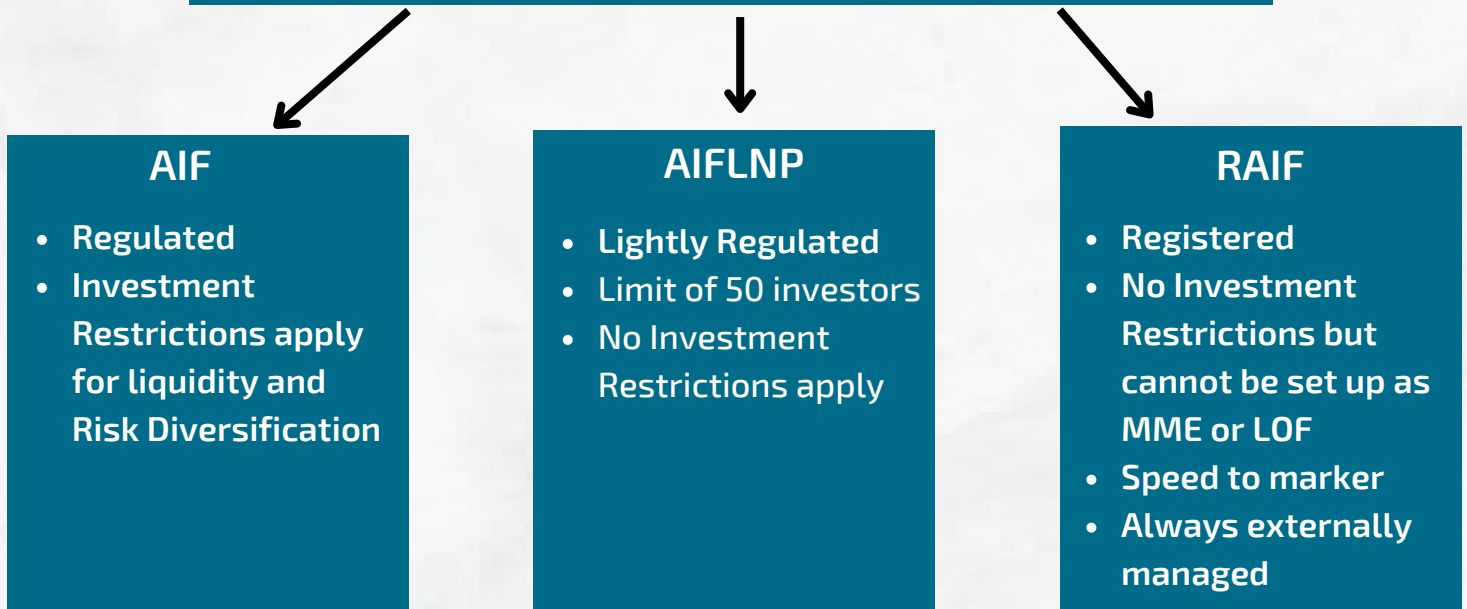 AIF
• Regulated
• Investment
Restrictions apply
for liquidity and
Risk Diversification
AIFLNP
• Lightly Regulated
• Limit of 50 investors
• No Investment
Restrictions apply
RAIF
• Registered
• No Investment
Restrictions but
cannot be set up as
MME or LOF
• Speed to marker
• Always externally
managed